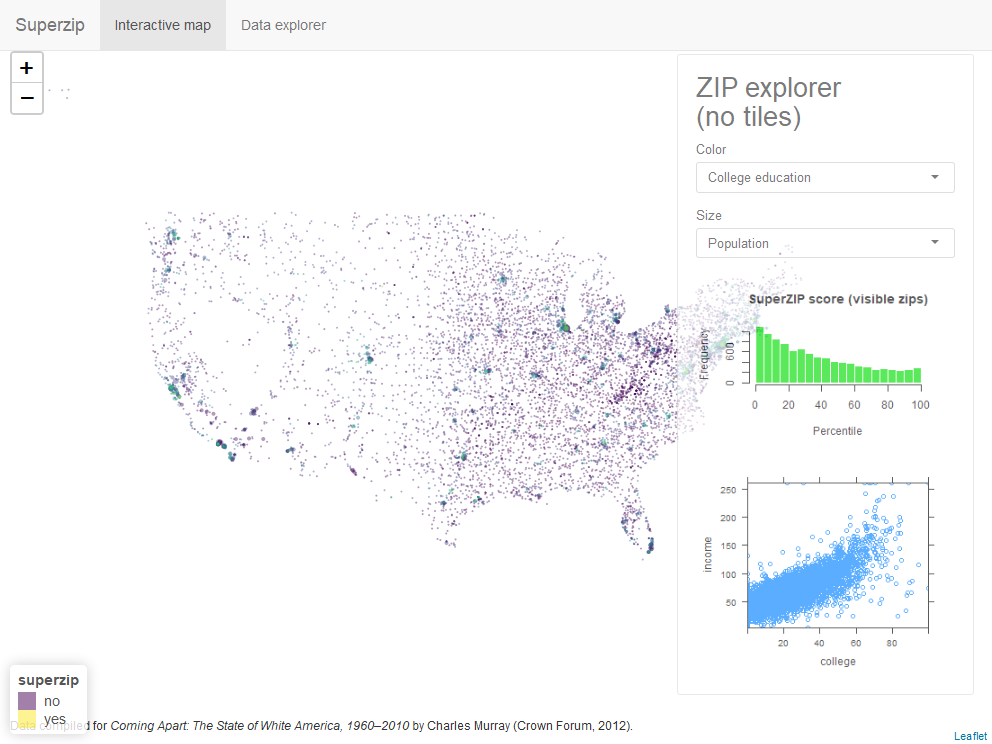 Superzip
Interactive map
Data explorer
+
−
ZIP explorer
(no tiles)
Color
College education
Size
Population
SuperZIP score (visible zips)
Frequency
600
0
0 20 40 60 80 100
Percentile
250
200
150
100
50
income
20 40 60 80
college
superzip
no
yes
Data compiled for Coming Apart: The State of White America, 1960–2010 by Charles Murray (Crown Forum, 2012).
Leaflet